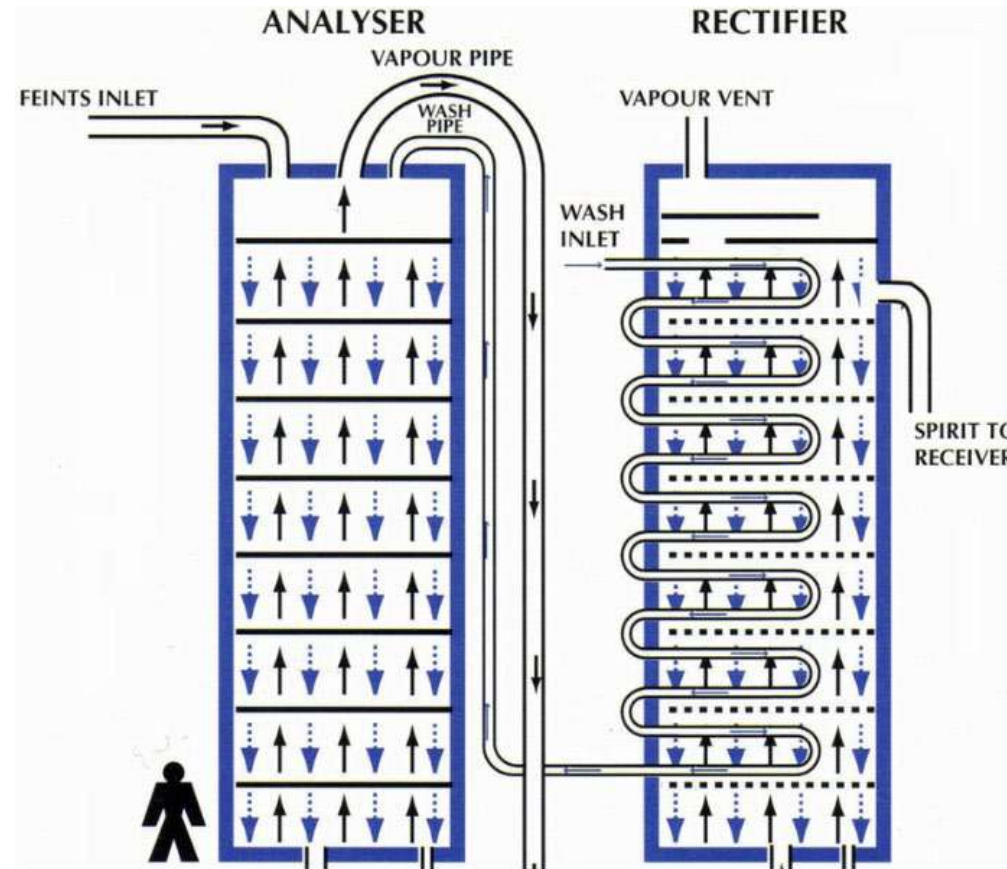 ANALYSER
RECTIFIER
VAPOUR PIPE
FEINTS INLET
WASH
PIPE
VAPOUR VENT
WASH
INLET
SPIRIT TO
RECEIVER